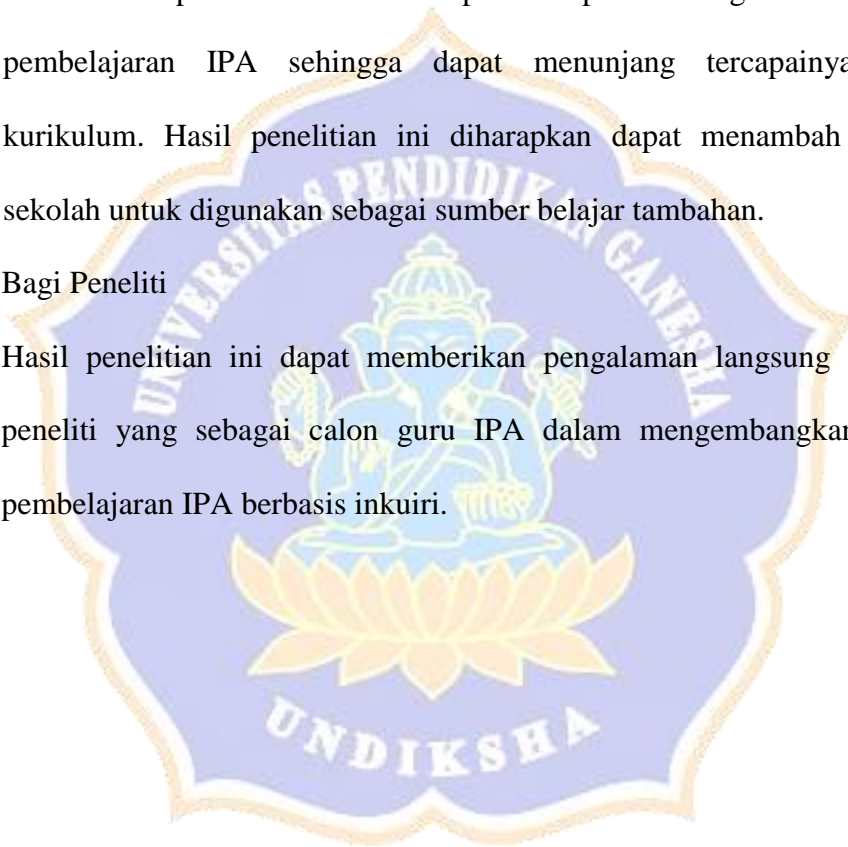 pembelajaran IPA sehingga dapat menunjang tercapainya
kurikulum. Hasil penelitian ini diharapkan dapat menambah
sekolah untuk digunakan sebagai sumber belajar tambahan.
Bagi Peneliti
Hasil penelitian ini dapat memberikan pengalaman langsung
peneliti yang sebagai calon guru IPA dalam mengembangkan
pembelajaran IPA berbasis inkuiri.
UNIVERSITAS PENDIDIKAN GANESHA
UNDIKSHA